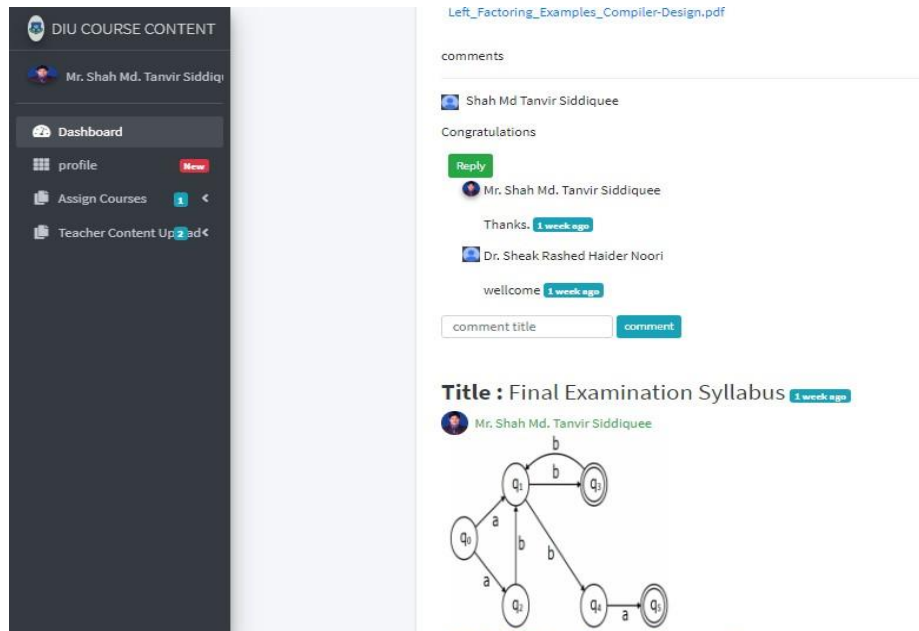 DIU COURSE CONTENT
Mr. Shah Md. Tanvir Siddiq
Dashboard
profile New
Assign Courses 1
Teacher Content Up2ad
Left_Factoring_Examples_Compiler-Design.pdf
comments
Shah Md Tanvir Siddiquee
Congratulations
Reply
Mr. Shah Md. Tanvir Siddiquee
Thanks. 1 week ago
Dr. Sheak Rashed Haider Noori
wellcome 1 week ago
comment title comment
Title : Final Examination Syllabus 1 week ago
Mr. Shah Md. Tanvir Siddiquee
b
q₁ b q₃
a
q₀ b b
a
q₂ q₄ a q₅